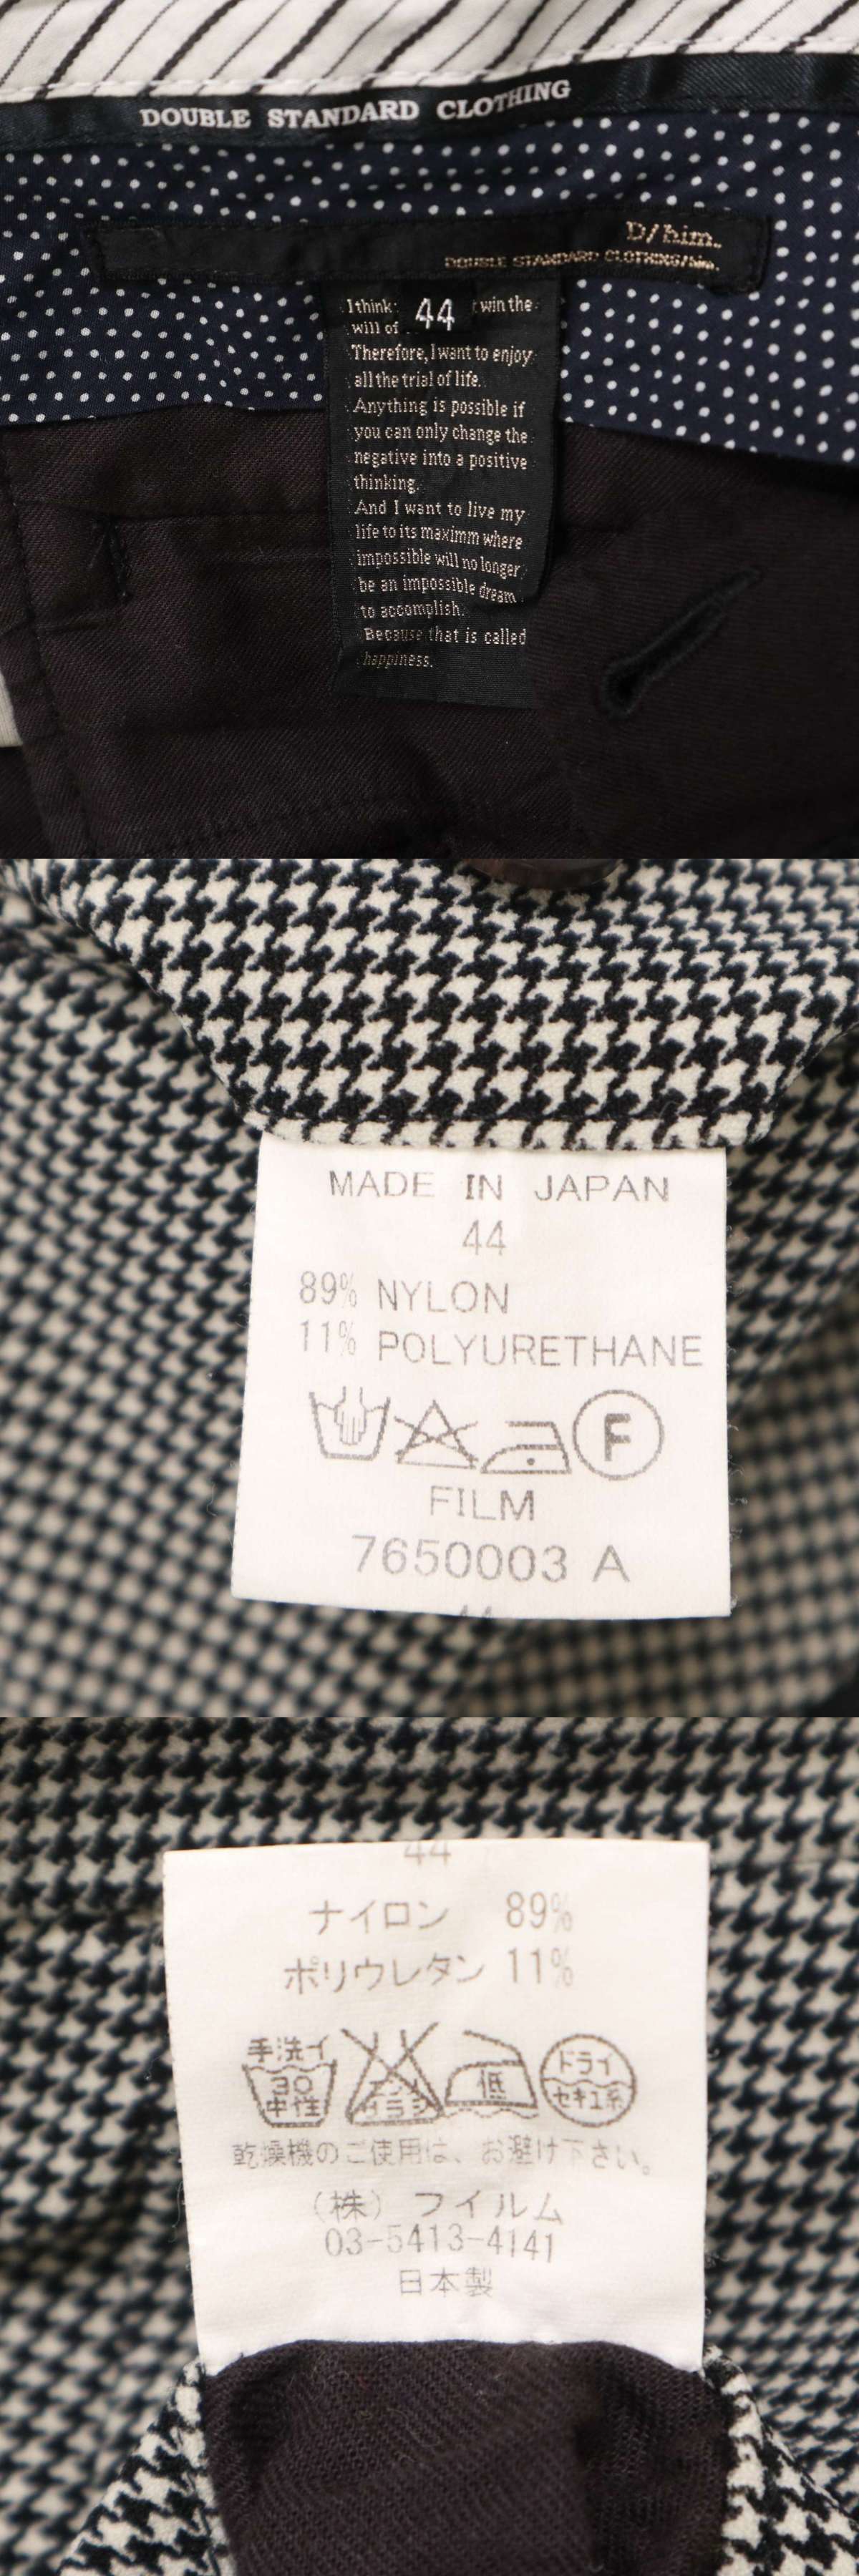 DOUBLE STANDARD CLOTHING
D/him.
DOUBLE STANDARD CLOTHING/him.
44
I think win the
will of
Therefore, I want to enjoy
all the trial of life.
Anything is possible if
you can only change the
negative into a positive
thinking.
And I want to live my
life to its maximm where
impossible will no longer
be an impossible dream
to accomplish.
Because that is called
happiness.
MADE IN JAPAN
44
89% NYLON
11% POLYURETHANE
F
FILM
7650003 A
44
ナイロン 89%
ポリウレタン 11%
手洗イ
30
中性
エンソ
サラシ
低
ドライ
セキユ系
乾燥機のご使用は、お避け下さい。
(株) フイルム
03-5413-4141
日本製